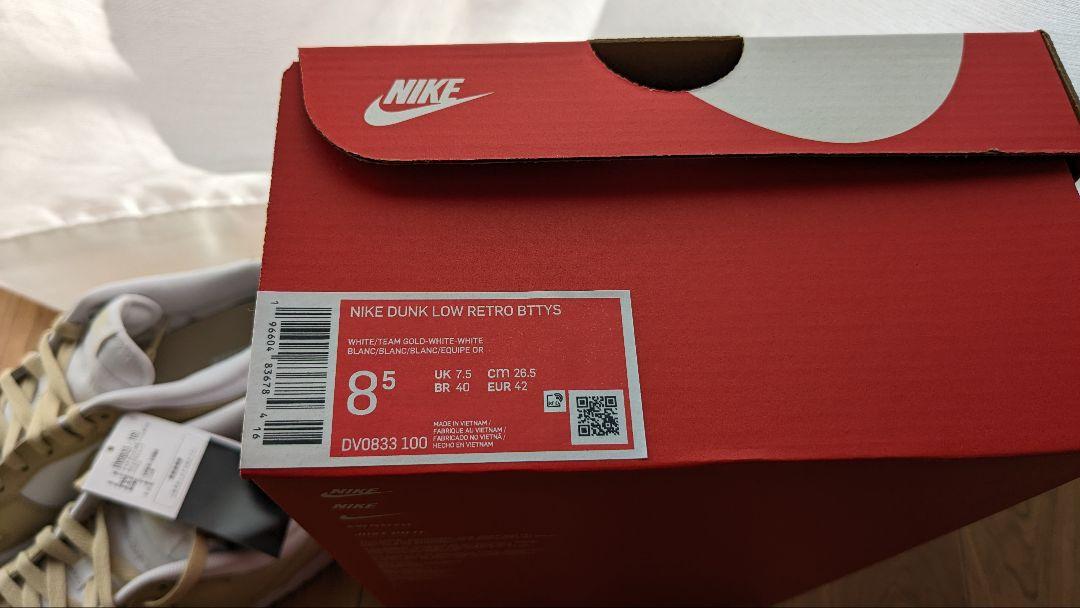 NIKE
NIKE DUNK LOW RETRO BTTYS
WHITE/TEAM GOLD-WHITE-WHITE
BLANC/BLANC/BLANC/EQUIPE OR
8⁵
UK 7.5 cm 26.5
BR 40 EUR 42
DV0833 100
MADE IN VIETNAM /
FABRIQUE AU VIETNAM /
FABRICADO NO VIETNÃ /
HECHO EN VIETNAM
1 96604 83678 4 16
NIKE
NIKE